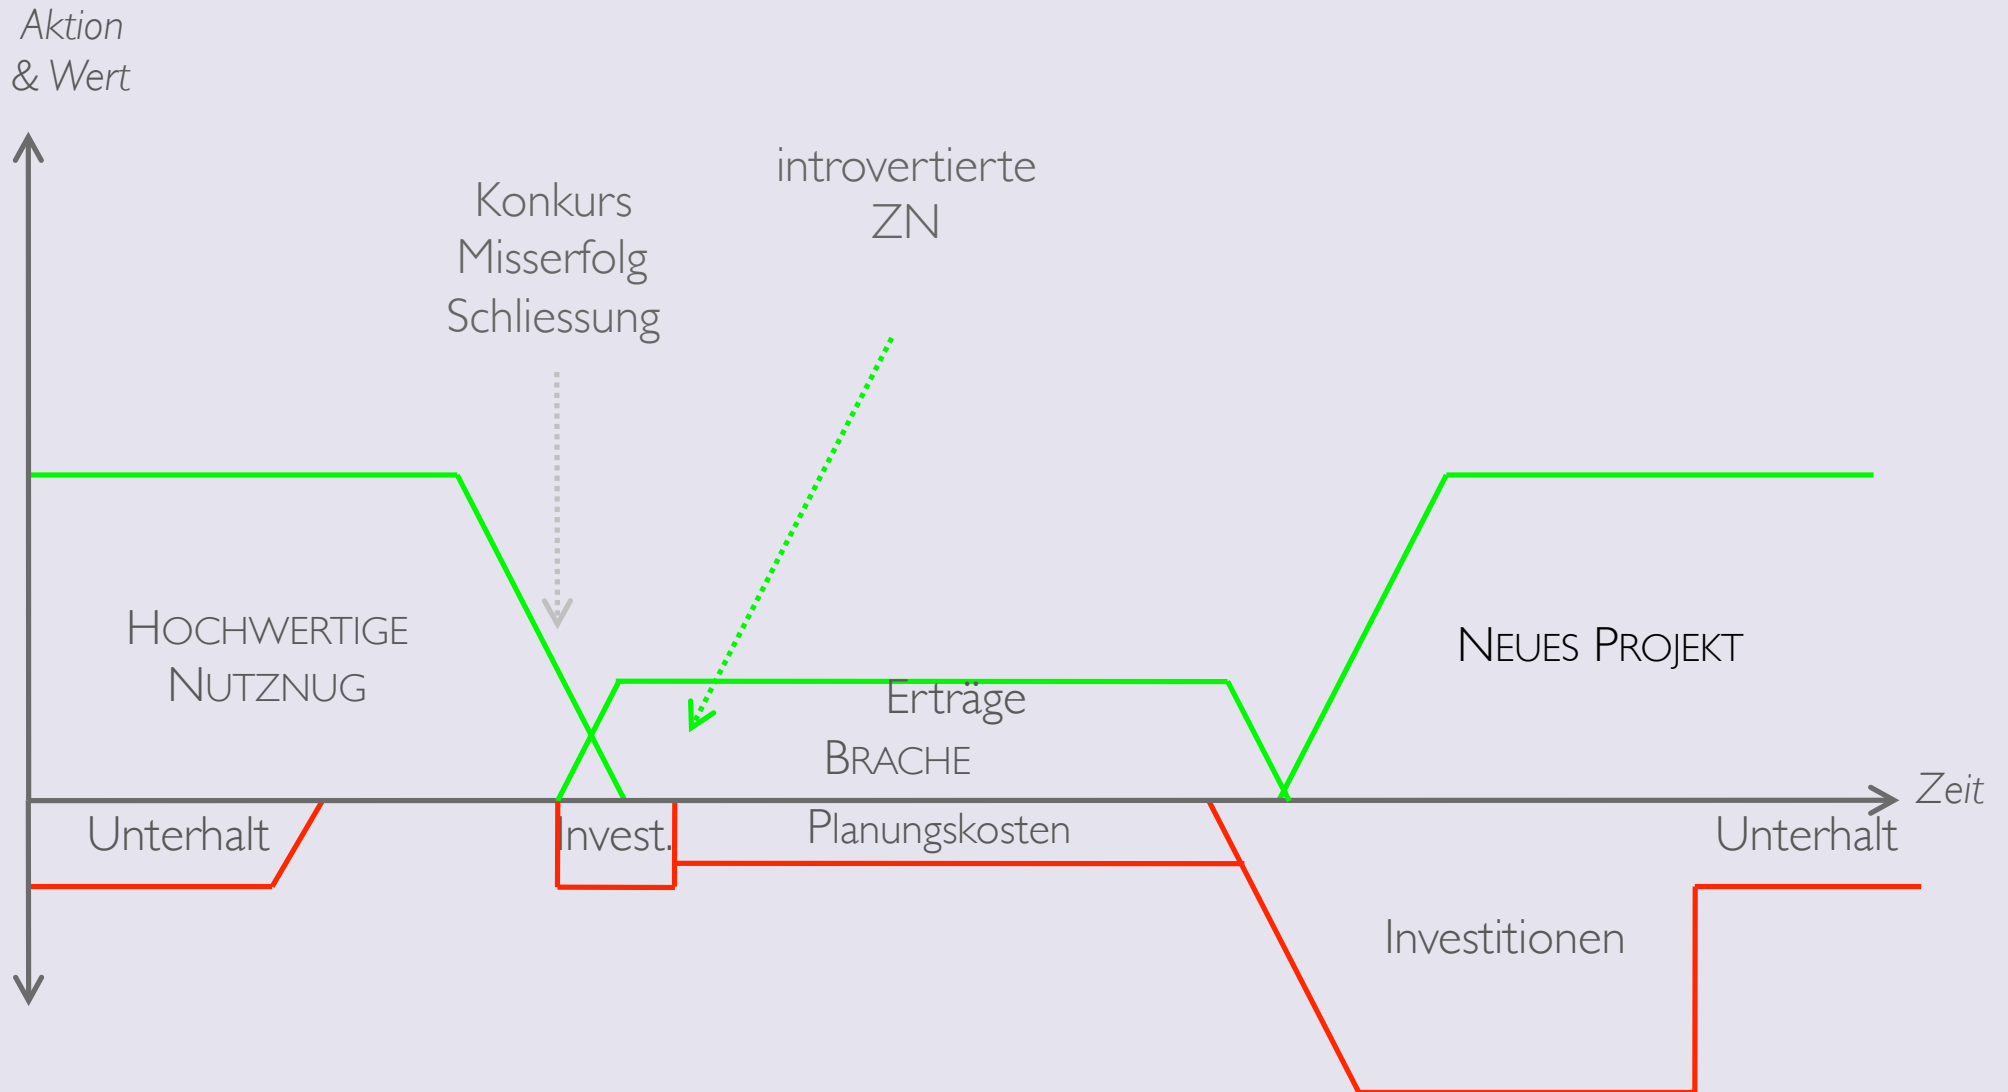 Aktion
& Wert
introvertierte
ZN
Konkurs
Misserfolg
Schliessung
HOCHWERTIGE
NUTZNUG
NEUES PROJEKT
Erträge
BRACHE
Zeit
Unterhalt
Invest.
Planungskosten
Unterhalt
Investitionen